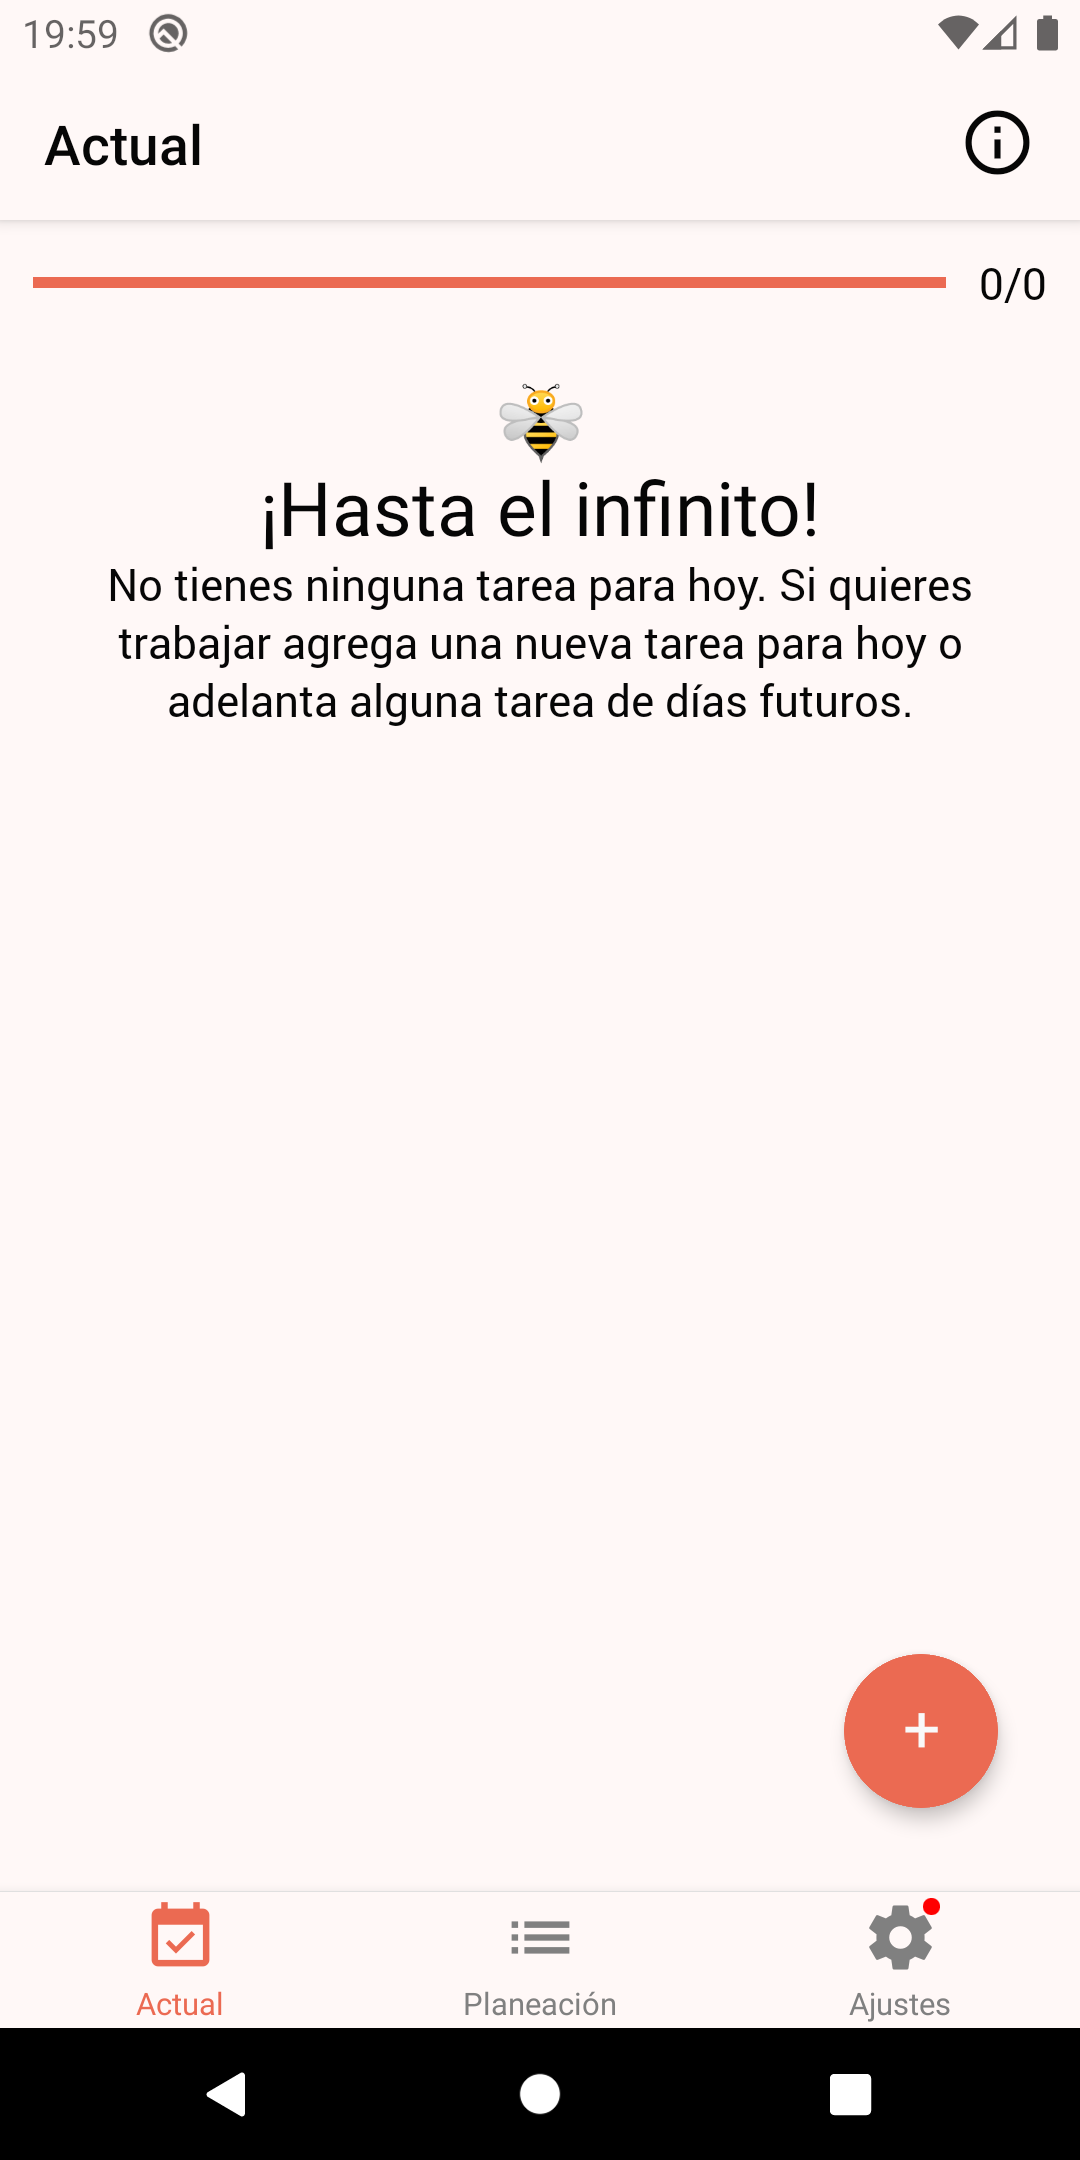 19:59
Actual
0/0
¡Hasta el infinito!
No tienes ninguna tarea para hoy. Si quieres
trabajar agrega una nueva tarea para hoy o
adelanta alguna tarea de días futuros.
+
Actual
Planeación
Ajustes